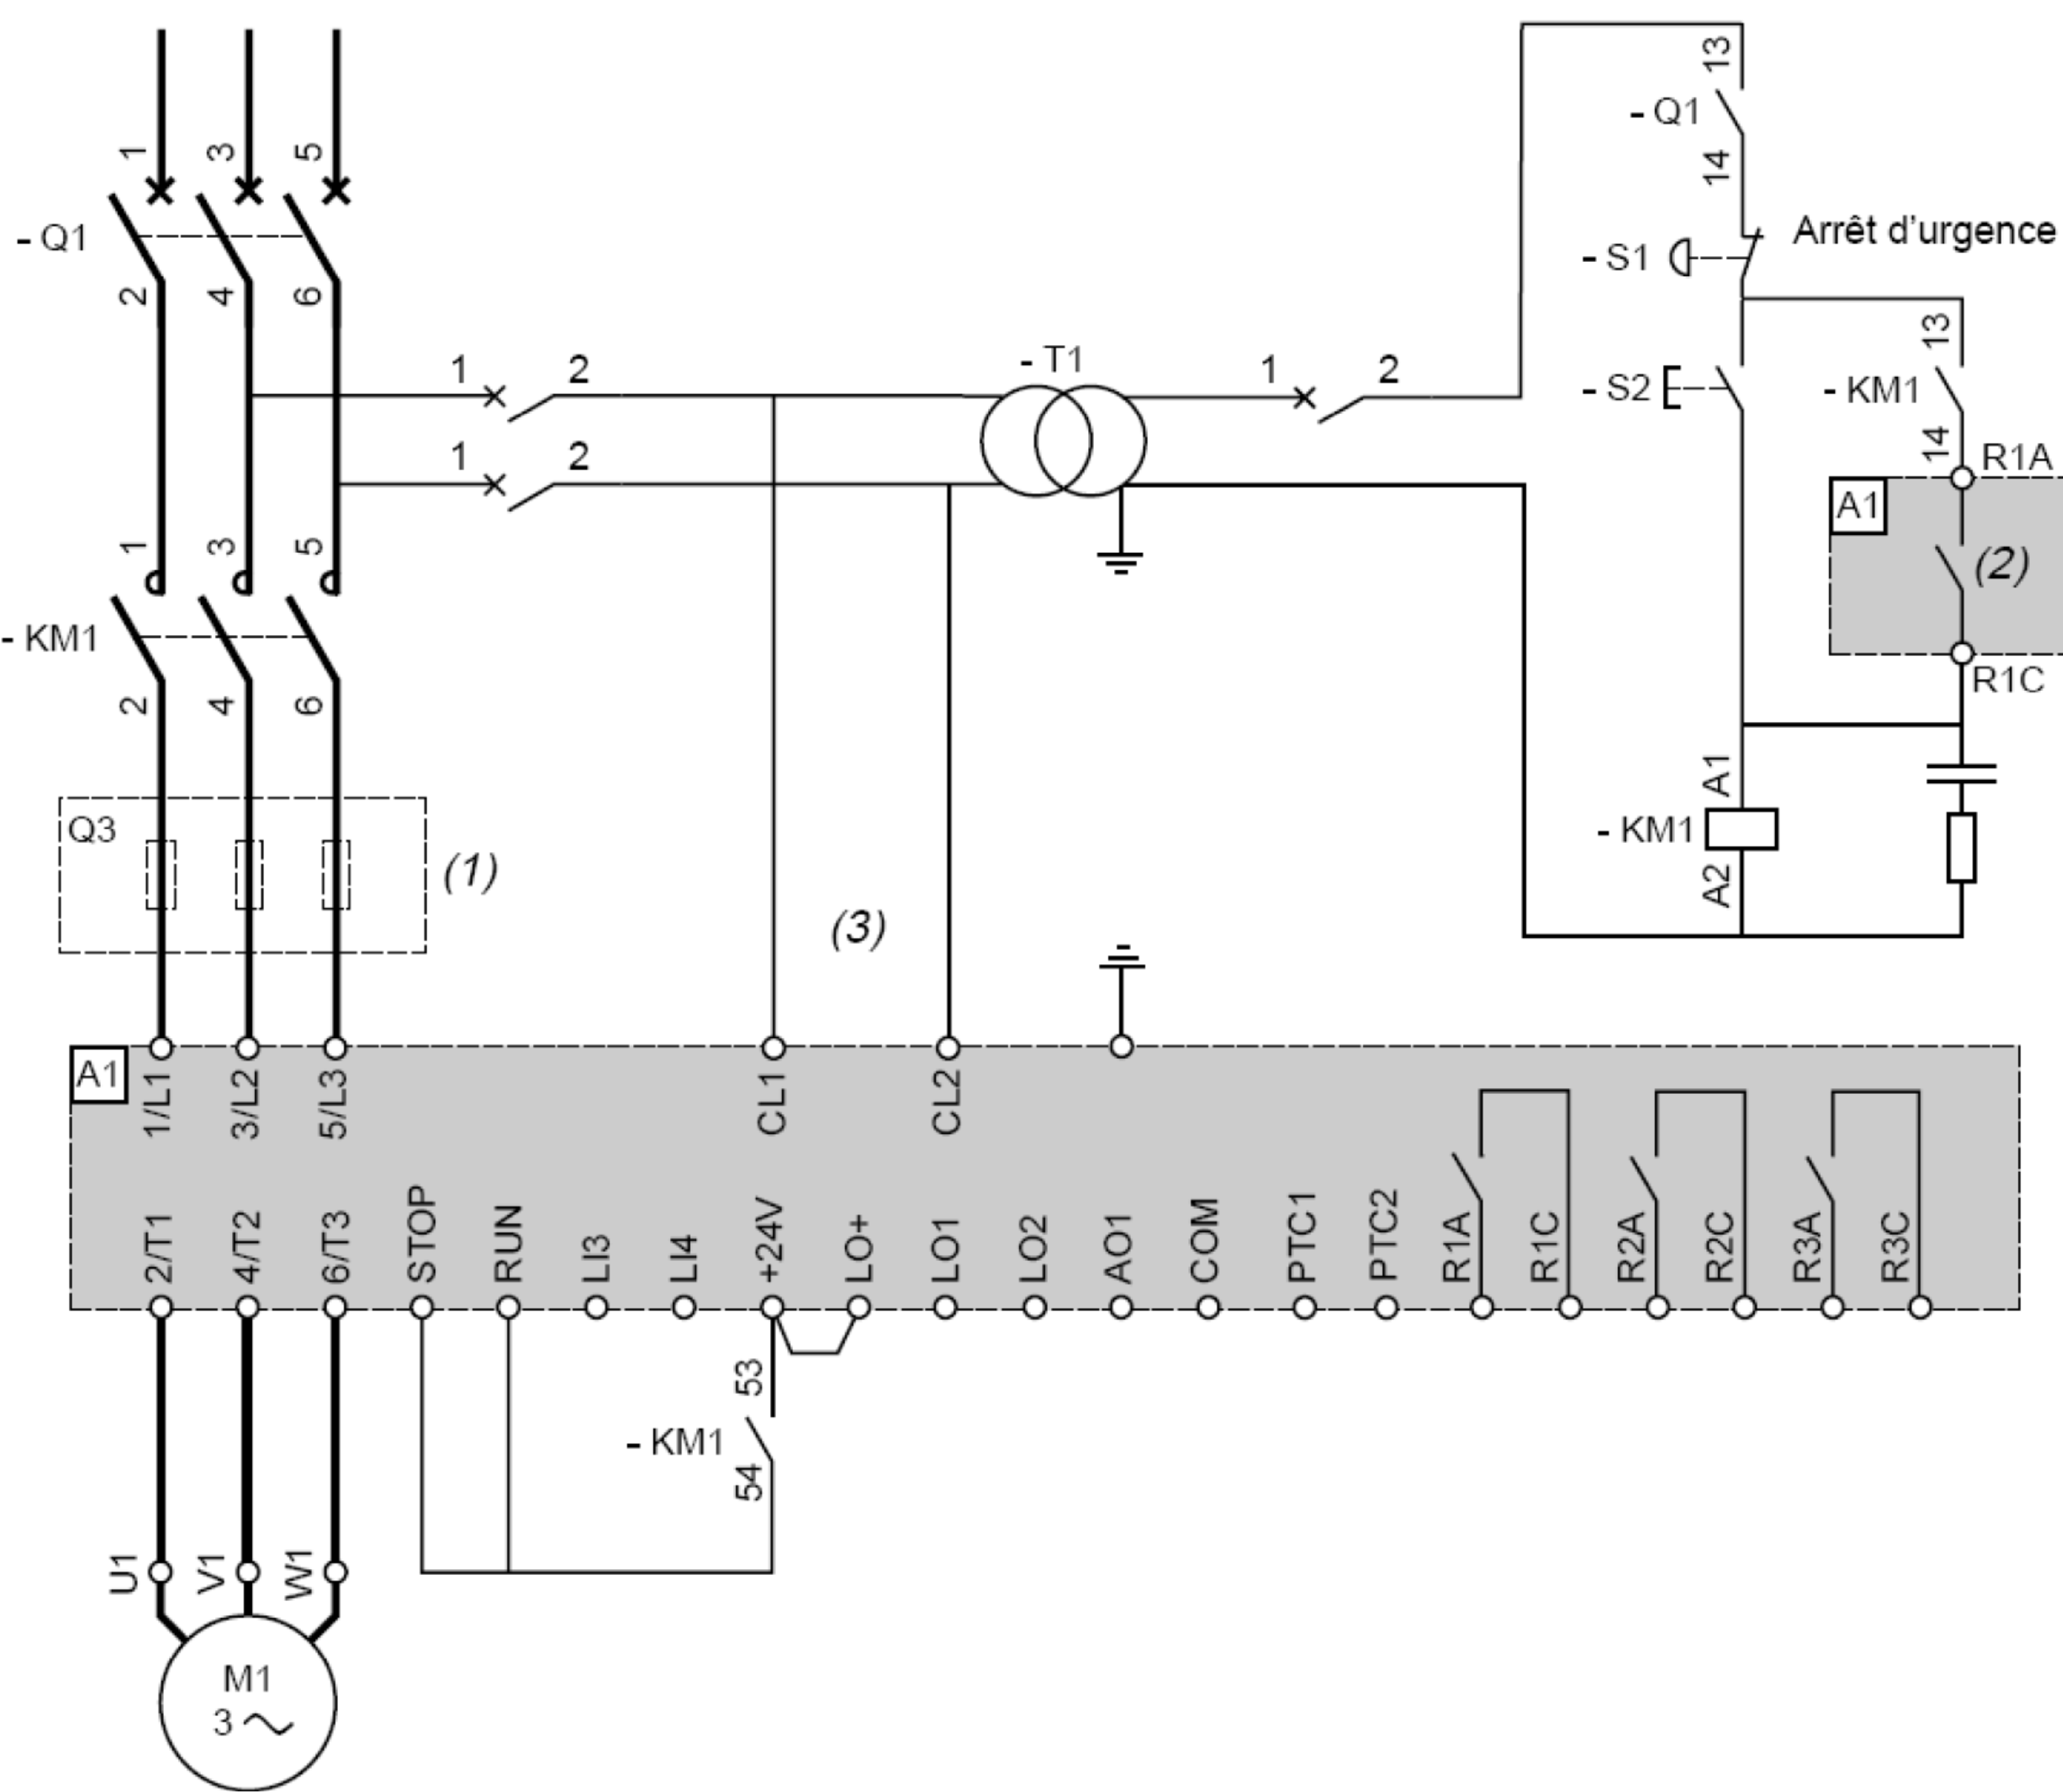 13
- Q1
14
1 3 5
- Q1
2 4 6
Arrêt d'urgence
- S1
13
1 2
- T1
1 2
- S2
- KM1
14
1 2
R1A
A1
(2)
1 3 5
- KM1
2 4 6
R1C
A1
- KM1
A2
Q3
(1)
(3)
A1
1/L1 3/L2 5/L3 CL1 CL2
2/T1 4/T2 6/T3 STOP RUN LI3 LI4 +24V LO+ LO1 LO2 AO1 COM PTC1 PTC2 R1A R1C R2A R2C R3A R3C
53
- KM1
54
U1 V1 W1
M1
3